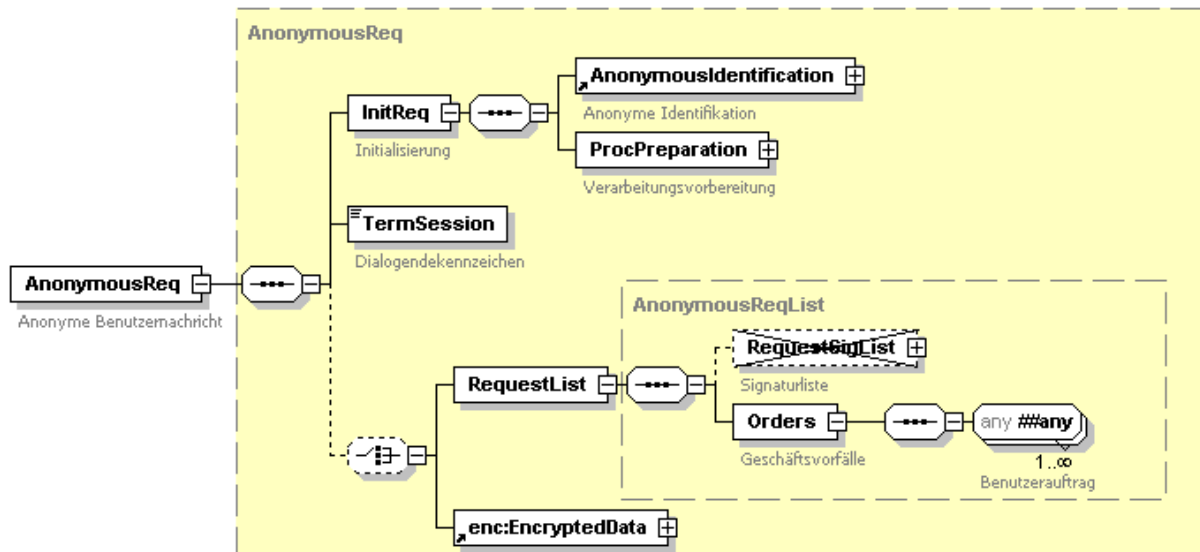 AnonymousReq
AnonymousIdentification
Anonyme Identifikation
InitReq
Initialisierung
ProcPreparation
Verarbeitungsvorbereitung
TermSession
Dialogendekennzeichen
AnonymousReq
Anonyme Benutzernachricht
AnonymousReqList
RequestSigList
Signaturliste
RequestList
Orders
Geschäftsvorfälle
any ##any
1..∞
Benutzerauftrag
enc:EncryptedData